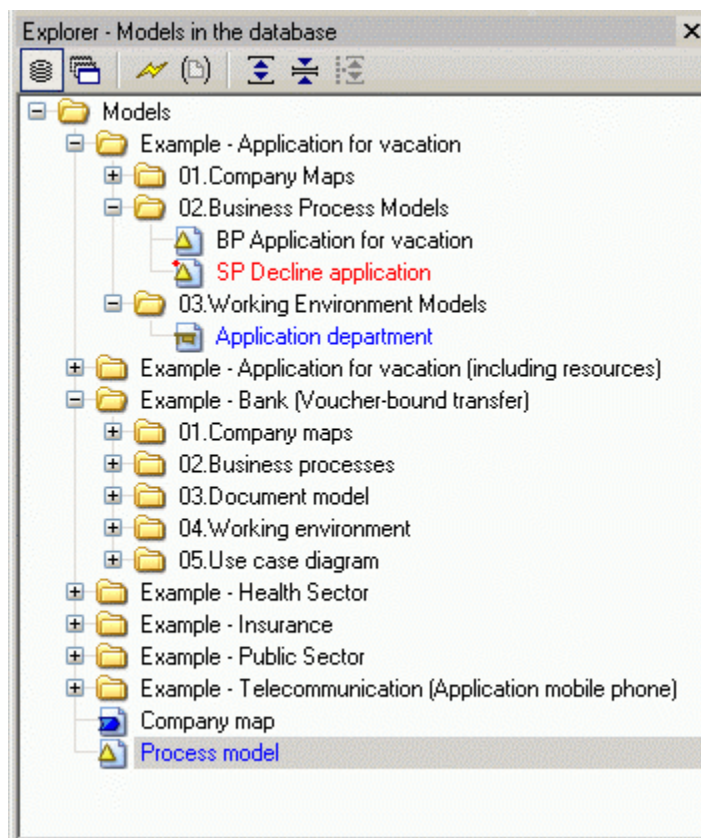 Explorer - Models in the database
Models
Example - Application for vacation
01.Company Maps
02.Business Process Models
BP Application for vacation
SP Decline application
03.Working Environment Models
Application department
Example - Application for vacation (including resources)
Example - Bank (Voucher-bound transfer)
01.Company maps
02.Business processes
03.Document model
04.Working environment
05.Use case diagram
Example - Health Sector
Example - Insurance
Example - Public Sector
Example - Telecommunication (Application mobile phone)
Company map
Process model